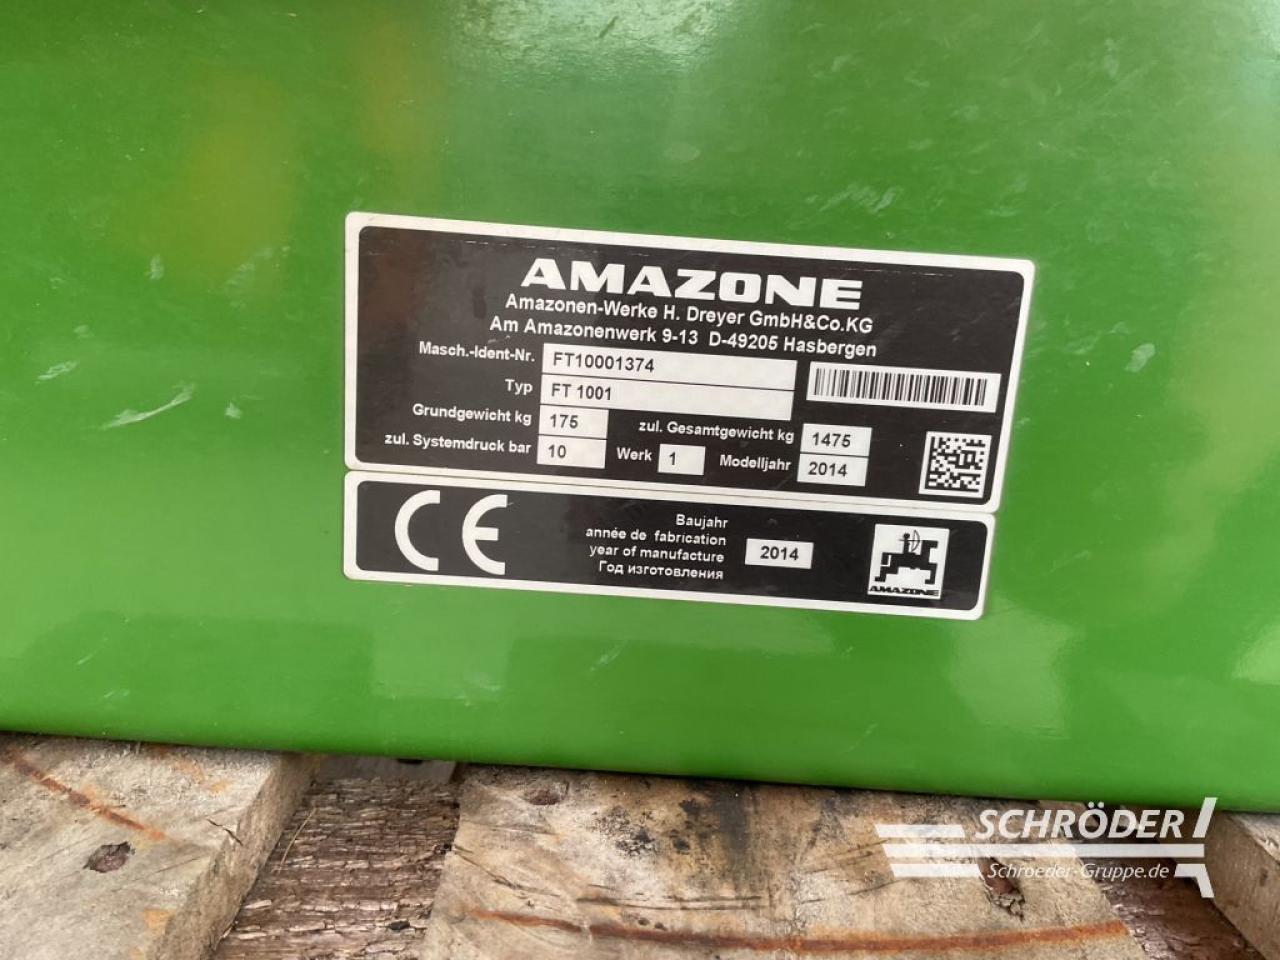 AMAZONE
Amazonen-Werke H. Dreyer GmbH&Co.KG
Am Amazonenwerk 9-13 D-49205 Hasbergen
Masch.-Ident-Nr. FT10001374
Typ FT 1001
Grundgewicht kg 175 zul. Gesamtgewicht kg 1475
zul. Systemdruck bar 10 Werk 1 Modelljahr 2014
CE
Baujahr
année de fabrication
year of manufacture 2014
Год изготовления
AMAZONE
SCHRÖDER
Schroeder-Gruppe.de